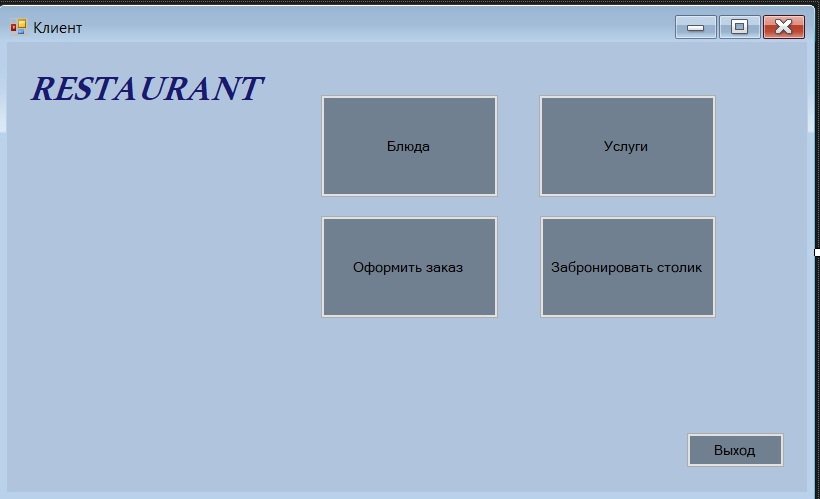 Клиент
RESTAURANT
Блюда
Услуги
Оформить заказ
Забронировать столик
Выход